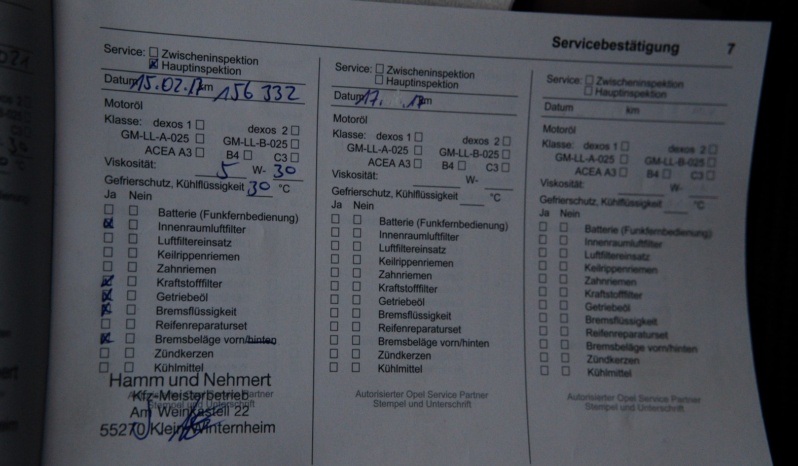 Servicebestätigung 7
Service: Zwischeninspektion
Hauptinspektion
Datum 15.02.17 km 156 332
Motoröl
Klasse: dexos 1 dexos 2
GM-LL-A-025 GM-LL-B-025
ACEA A3 B4 C3
Viskosität: 5 W- 30
Gefrierschutz, Kühlflüssigkeit 30 °C
Ja Nein
Batterie (Funkfernbedienung)
Innenraumluftfilter
Luftfiltereinsatz
Keilrippenriemen
Zahnriemen
Kraftstofffilter
Getriebeöl
Bremsflüssigkeit
Reifenreparaturset
Bremsbeläge vorn/hinten
Zündkerzen
Kühlmittel
Hamm und Nehmert
Kfz-Meisterbetrieb
Am Weinkastell 22
55270 Klein Winternheim
Service: Zwischeninspektion
Hauptinspektion
Datum 17. km
Motoröl
Klasse: dexos 1 dexos 2
GM-LL-A-025 GM-LL-B-025
ACEA A3 B4 C3
Viskosität: W-
Gefrierschutz, Kühlflüssigkeit °C
Ja Nein
Batterie (Funkfernbedienung)
Innenraumluftfilter
Luftfiltereinsatz
Keilrippenriemen
Zahnriemen
Kraftstofffilter
Getriebeöl
Bremsflüssigkeit
Reifenreparaturset
Bremsbeläge vorn/hinten
Zündkerzen
Kühlmittel
Autorisierter Opel Service Partner
Stempel und Unterschrift
Service: Zwischeninspektion
Hauptinspektion
Datum km
Motoröl
Klasse: dexos 1 dexos 2
GM-LL-A-025 GM-LL-B-025
ACEA A3 B4 C3
Viskosität: W-
Gefrierschutz, Kühlflüssigkeit °C
Ja Nein
Batterie (Funkfernbedienung)
Innenraumluftfilter
Luftfiltereinsatz
Keilrippenriemen
Zahnriemen
Kraftstofffilter
Getriebeöl
Bremsflüssigkeit
Reifenreparaturset
Bremsbeläge vorn/hinten
Zündkerzen
Kühlmittel
Autorisierter Opel Service Partner
Stempel und Unterschrift